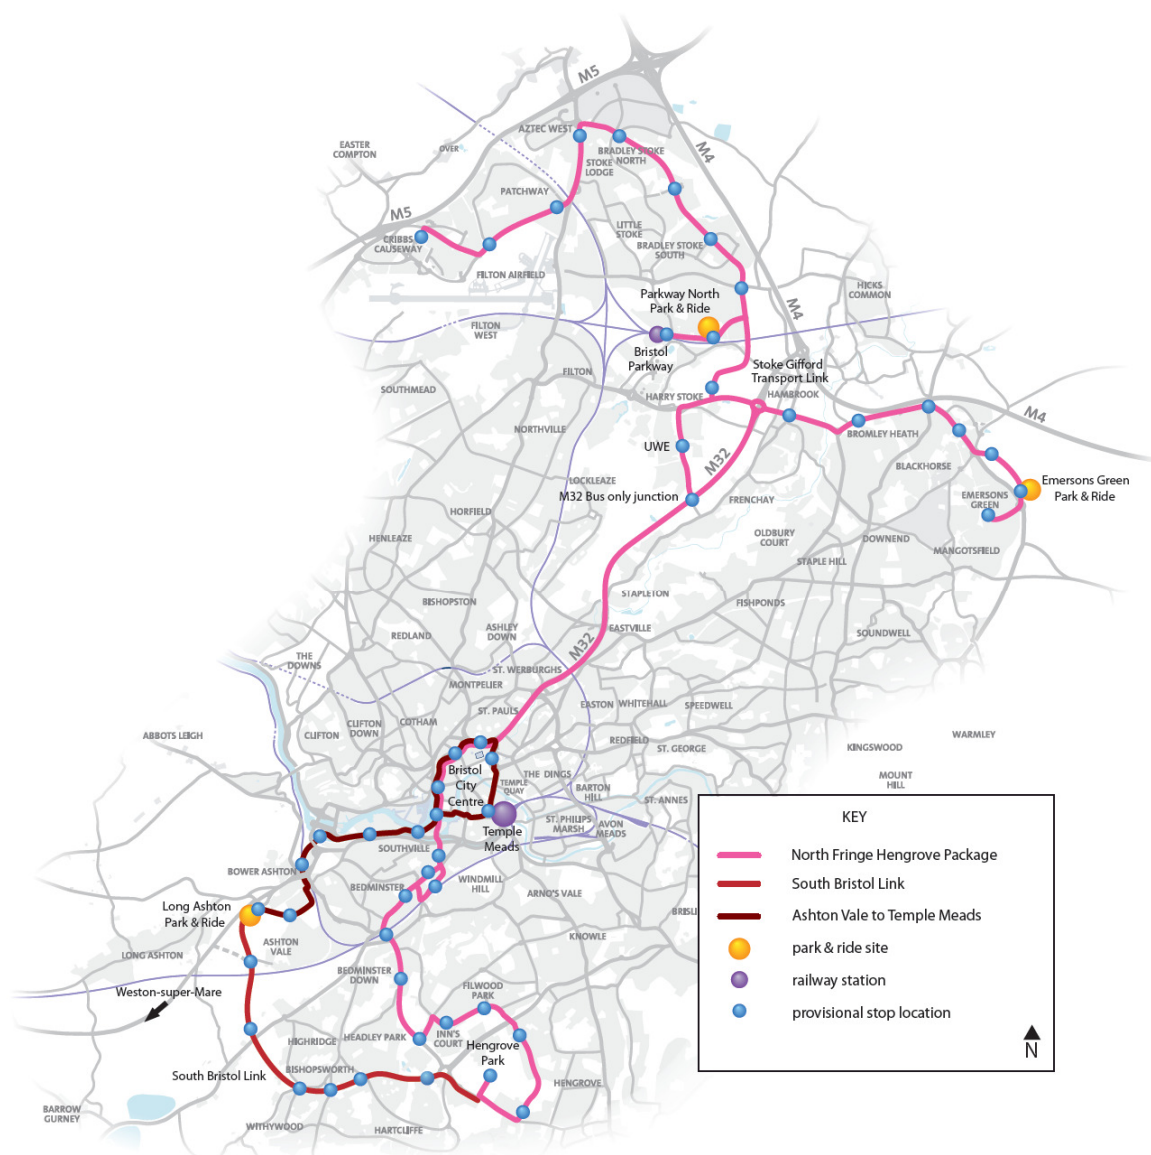 M5
AZTEC WEST
EASTER
COMPTON
OVER
BRADLEY STOKE
NORTH
M4
STOKE
LODGE
PATCHWAY
M5
LITTLE
STOKE
CRIBBS
CAUSEWAY
BRADLEY STOKE
SOUTH
FILTON AIRFIELD
HICKS
COMMON
Parkway North
Park & Ride
M4
FILTON
WEST
Bristol
Parkway
Stoke Gifford
Transport Link
FILTON
SOUTHMEAD
HARRY STOKE
HAMBROOK
M4
NORTHVILLE
BROMLEY HEATH
UWE
M32
BLACKHORSE
LOCKLEAZE
Emersons Green
Park & Ride
M32 Bus only junction
FRENCHAY
EMERSONS
GREEN
HORFIELD
OLDBURY
COURT
HENLEAZE
DOWNEND
MANGOTSFIELD
STAPLE HILL
STAPLETON
BISHOPSTON
FISHPONDS
ASHLEY
DOWN
EASTVILLE
REDLAND
SOUNDWELL
M32
THE
DOWNS
ST. WERBURGHS
MONTPELIER
EASTON
WHITEHALL
SPEEDWELL
ST. PAULS
CLIFTON
DOWN
COTHAM
ABBOTS LEIGH
CLIFTON
WARMLEY
REDFIELD
ST. GEORGE
KINGSWOOD
Bristol
City
Centre
THE DINGS
TEMPLE
QUAY
MOUNT
HILL
BARTON
HILL
ST. ANNES
ST. PHILIPS
MARSH
AVON
MEADS
Temple
Meads
SOUTHVILLE
BOWER ASHTON
BEDMINSTER
WINDMILL
HILL
ARNO'S VALE
Long Ashton
Park & Ride
BRISLI
KNOWLE
ASHTON
VALE
LONG ASHTON
BEDMINSTER
DOWN
FILWOOD
PARK
Weston-super-Mare
HIGHRIDGE
HEADLEY PARK
INN'S
COURT
Hengrove
Park
South Bristol Link
BISHOPSWORTH
HENGROVE
BARROW
GURNEY
WITHYWOOD
HARTCLIFFE
KEY
North Fringe Hengrove Package
South Bristol Link
Ashton Vale to Temple Meads
park & ride site
railway station
provisional stop location
N